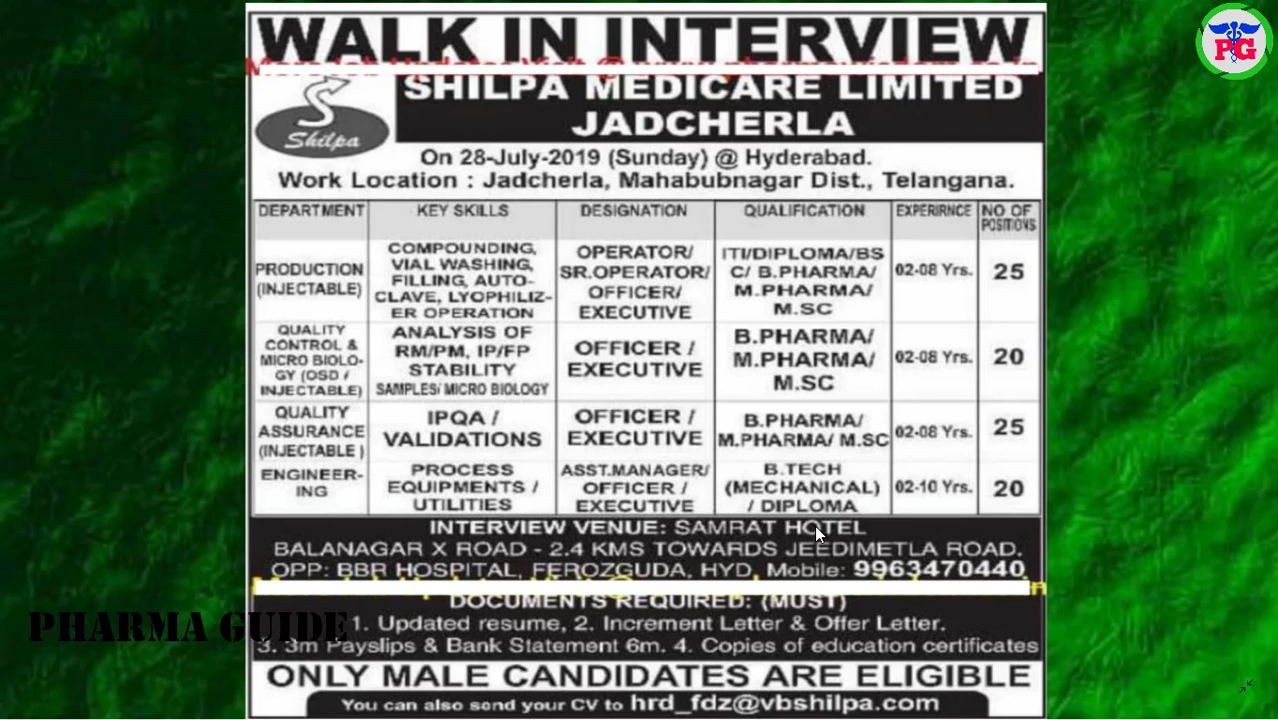 WALK IN INTERVIEW
SHILPA MEDICARE LIMITED
JADCHERLA
Shilpa
PG
On 28-July-2019 (Sunday) @ Hyderabad.
Work Location : Jadcherla, Mahabubnagar Dist., Telangana.
DEPARTMENT KEY SKILLS DESIGNATION QUALIFICATION EXPERIRNCE NO OF POSITIONS
PRODUCTION
(INJECTABLE)
COMPOUNDING,
VIAL WASHING,
FILLING, AUTO-
CLAVE, LYOPHILIZ-
ER OPERATION
OPERATOR/
SR.OPERATOR/
OFFICER/
EXECUTIVE
ITI/DIPLOMA/BS
C/ B.PHARMA/
M.PHARMA/
M.SC
02-08 Yrs.
25
QUALITY
CONTROL &
MICRO BIOLO-
GY (OSD /
INJECTABLE)
ANALYSIS OF
RM/PM, IP/FP
STABILITY
SAMPLES/ MICRO BIOLOGY
OFFICER /
EXECUTIVE
B.PHARMA/
M.PHARMA/
M.SC
02-08 Yrs.
20
QUALITY
ASSURANCE
(INJECTABLE )
IPQA /
VALIDATIONS
OFFICER /
EXECUTIVE
B.PHARMA/
M.PHARMA/ M.SC
02-08 Yrs.
25
ENGINEER-
ING
PROCESS
EQUIPMENTS /
UTILITIES
ASST.MANAGER/
OFFICER /
EXECUTIVE
B.TECH
(MECHANICAL)
/ DIPLOMA
02-10 Yrs.
20
INTERVIEW VENUE: SAMRAT HOTEL
BALANAGAR X ROAD - 2.4 KMS TOWARDS JEEDIMETLA ROAD.
OPP: BBR HOSPITAL, FEROZGUDA, HYD, Mobile: 9963470440
DOCUMENTS REQUIRED: (MUST)
1. Updated resume, 2. Increment Letter & Offer Letter.
3. 3m Payslips & Bank Statement 6m. 4. Copies of education certificates
PHARMA GUIDE
ONLY MALE CANDIDATES ARE ELIGIBLE
You can also send your CV to hrd_fdz@vbshilpa.com